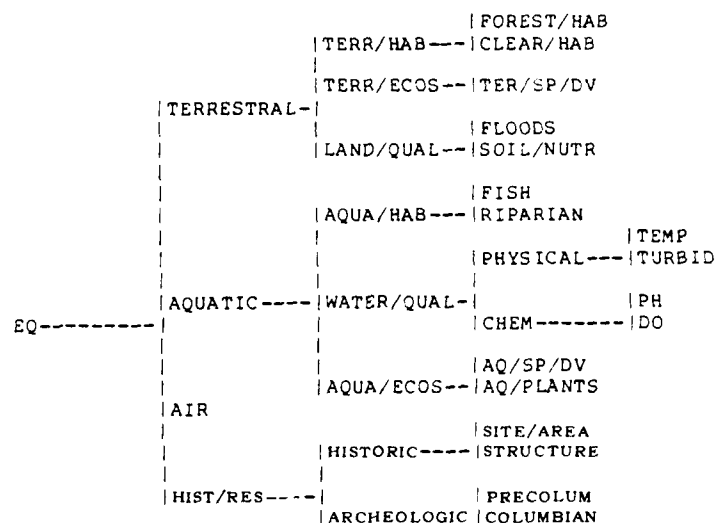 |FOREST/HAB
|TERR/HAB---|CLEAR/HAB
|TERR/ECOS--|TER/SP/DV
|TERRESTRAL-|
|FLOODS
|LAND/QUAL--|SOIL/NUTR
|FISH
|AQUA/HAB---|RIPARIAN
|TEMP
|PHYSICAL---|TURBID
|AQUATIC----|WATER/QUAL-|
|PH
EQ----------|
|CHEM-------|DO
|AQ/SP/DV
|AQUA/ECOS--|AQ/PLANTS
|AIR
|SITE/AREA
|HISTORIC----|STRUCTURE
|HIST/RES----|
|PRECOLUM
|ARCHEOLOGIC|COLUMBIAN